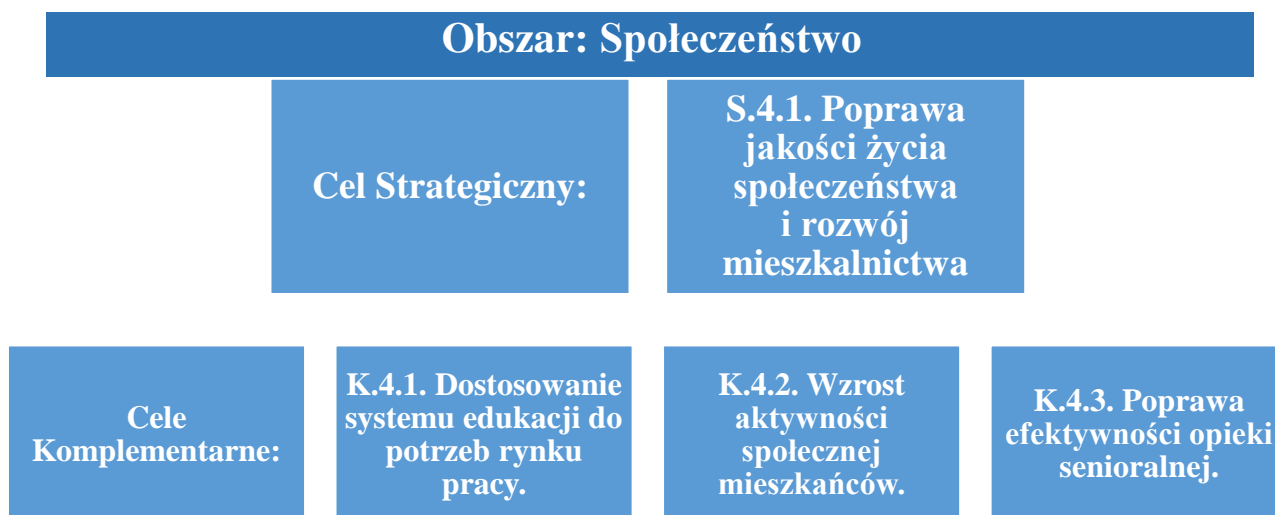 Obszar: Społeczeństwo
Cel Strategiczny:
S.4.1. Poprawa
jakości życia
społeczeństwa
i rozwój
mieszkalnictwa
Cele
Komplementarne:
K.4.1. Dostosowanie
systemu edukacji do
potrzeb rynku
pracy.
K.4.2. Wzrost
aktywności
społecznej
mieszkańców.
K.4.3. Poprawa
efektywności opieki
senioralnej.